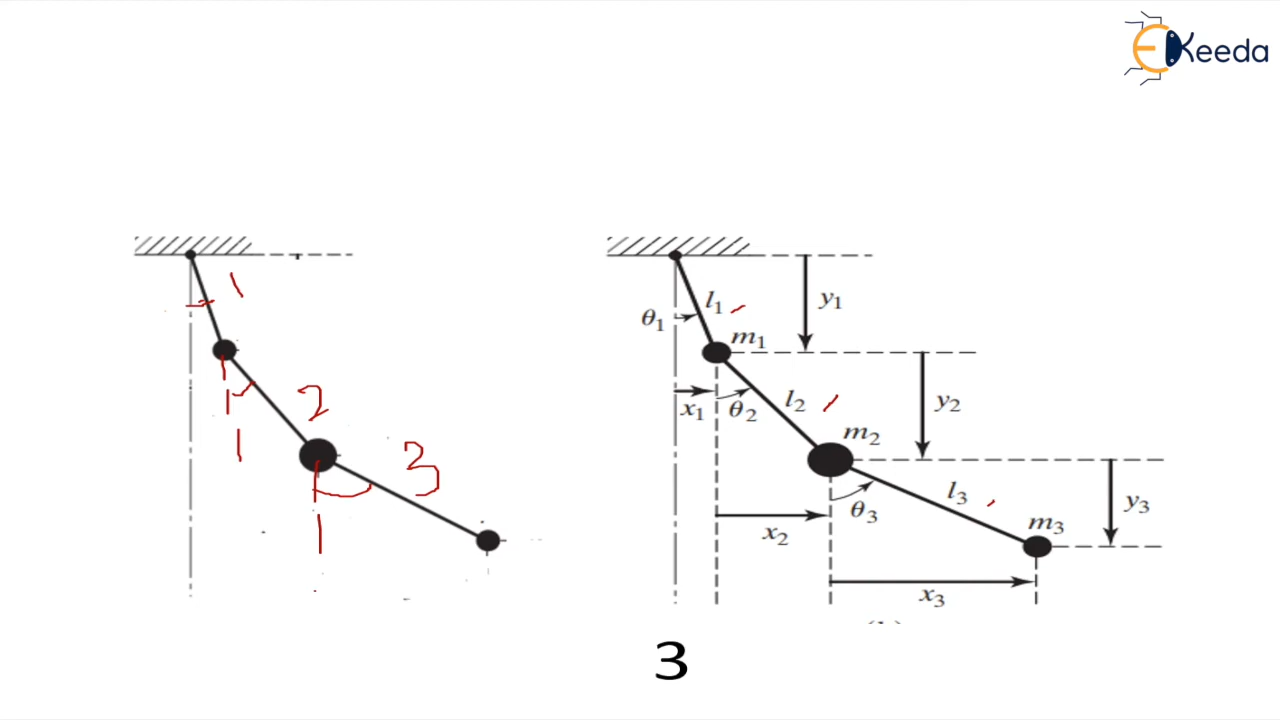 EKeeda
1
2
3
l₁
y₁
θ₁
m₁
x₁
θ₂
l₂
y₂
m₂
l₃
θ₃
y₃
m₃
x₂
x₃
3